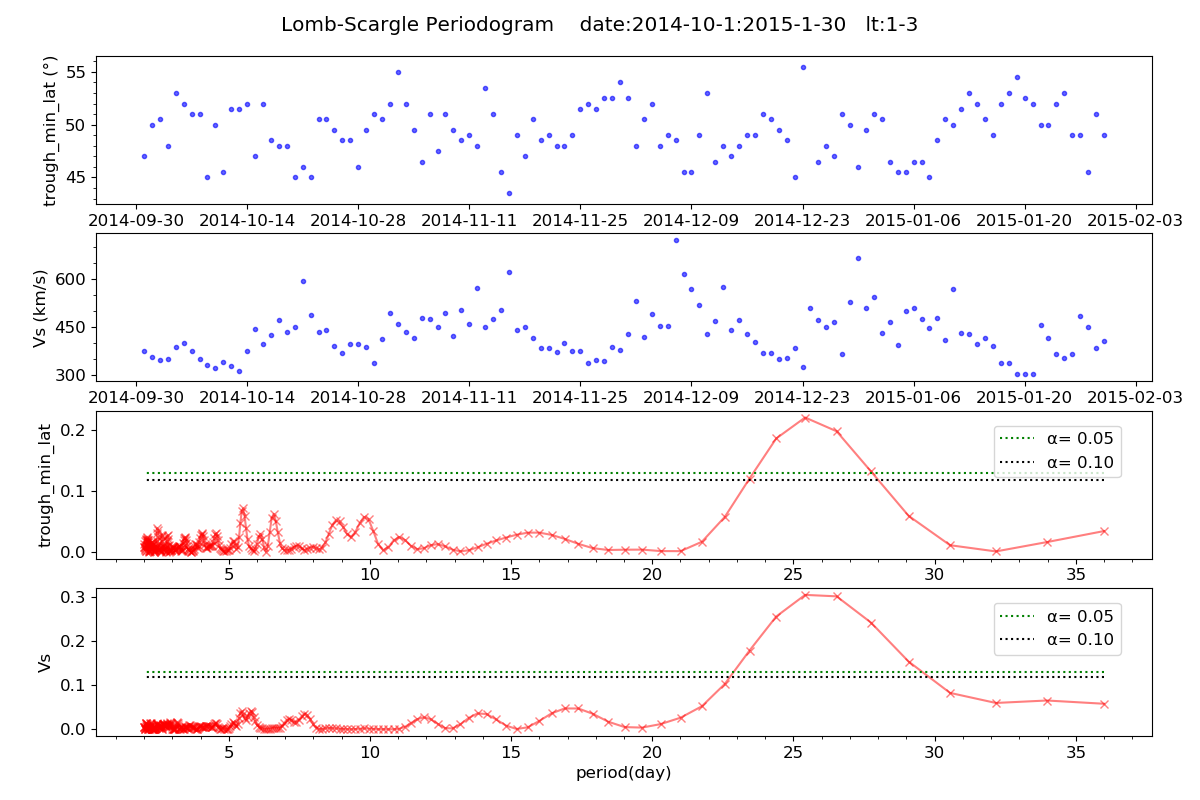 Lomb-Scargle Periodogram    date:2014-10-1:2015-1-30   lt:1-3
trough_min_lat (°)
55
50
45
2014-09-30 2014-10-14 2014-10-28 2014-11-11 2014-11-25 2014-12-09 2014-12-23 2015-01-06 2015-01-20 2015-02-03
Vs (km/s)
600
450
300
2014-09-30 2014-10-14 2014-10-28 2014-11-11 2014-11-25 2014-12-09 2014-12-23 2015-01-06 2015-01-20 2015-02-03
trough_min_lat
0.2
0.1
0.0
α= 0.05
α= 0.10
5 10 15 20 25 30 35
Vs
0.3
0.2
0.1
0.0
α= 0.05
α= 0.10
5 10 15 20 25 30 35
period(day)